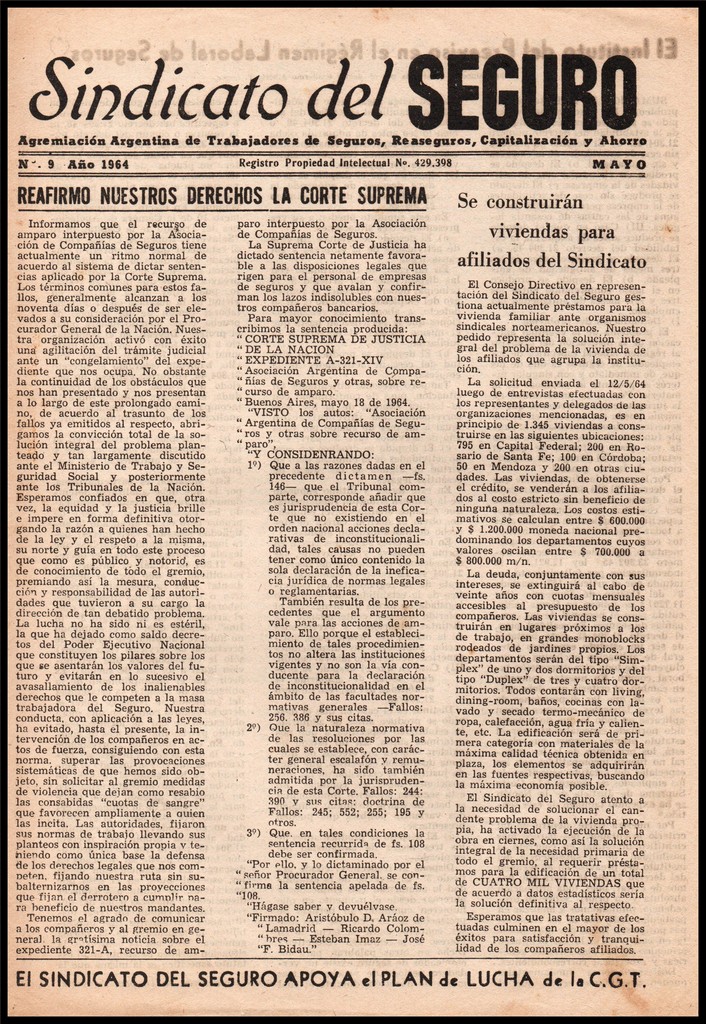 Sindicato del SEGURO
Agremiación Argentina de Trabajadores de Seguros, Reaseguros, Capitalización y Ahorro
Nº. 9 Año 1964
Registro Propiedad Intelectual No. 429.398
MAYO
REAFIRMO NUESTROS DERECHOS LA CORTE SUPREMA
Informamos que el recurso de
amparo interpuesto por la Asocia-
ción de Compañías de Seguros tiene
actualmente un ritmo normal de
acuerdo al sistema de dictar senten-
cias aplicado por la Corte Suprema.
Los términos comunes para estos fa-
llos, generalmente alcanzan a los
noventa días o después de ser ele-
vados a su consideración por el Pro-
curador General de la Nación. Nues-
tra organización activó con éxito
una agilitación del trámite judicial
ante un "congelamiento" del expe-
diente que nos ocupa. No obstante
la continuidad de los obstáculos que
nos han presentado y nos presentan
a lo largo de este prolongado cami-
no, de acuerdo al trasunto de los
fallos ya emitidos al respecto, abri-
gamos la convicción total de la so-
lución integral del problema plan-
teado y tan largamente discutido
ante el Ministerio de Trabajo y Se-
guridad Social y posteriormente
ante los Tribunales de la Nación.
Esperamos confiados en que, otra
vez, la equidad y la justicia brille
e impere en forma definitiva otor-
gando la razón a quienes han hecho
de la ley y el respeto a la misma,
su norte y guía en todo este proceso
que como es público y notorio, es
de conocimiento de todo el gremio,
premiando así la mesura, conduc-
ción y responsabilidad de las autori-
dades que tuvieron a su cargo la
dirección de tan debatido problema.
La lucha no ha sido ni es estéril,
la que ha dejado como saldo decre-
tos del Poder Ejecutivo Nacional
que constituyen los pilares sobre los
que se asentarán los valores del fu-
turo y evitarán en lo sucesivo el
avasallamiento de los inalienables
derechos que le competen a la masa
trabajadora del Seguro. Nuestra
conducta, con aplicación a las leyes,
ha evitado, hasta el presente, la in-
tervención de los compañeros en ac-
tos de fuerza, consiguiendo con esta
norma, superar las provocaciones
sistemáticas de que hemos sido ob-
jeto, sin solicitar al gremio medidas
de violencia que dejan como resabio
las consabidas "cuotas de sangre"
que favorecen ampliamente a quien
las incita. Las autoridades, fijaron
sus normas de trabajo llevando sus
planteos con inspiración propia y te-
niendo como única base la defensa
de los derechos legales que nos com-
peten, fijando nuestra ruta sin su-
balternizarnos en las proyecciones
que fijan el derrotero a cumplir pa-
ra beneficio de nuestros mandantes.
Tenemos el agrado de comunicar
a los compañeros y al gremio en ge-
neral, la gratísima noticia sobre el
expediente 321-A, recurso de am-
paro interpuesto por la Asociación
de Compañías de Seguros.
La Suprema Corte de Justicia ha
dictado sentencia netamente favora-
ble a las disposiciones legales que
rigen para el personal de empresas
de seguros y que avalan y confir-
man los lazos indisolubles con nues-
tros compañeros bancarios.
Para mayor conocimiento trans-
cribimos la sentencia producida:
"CORTE SUPREMA DE JUSTICIA
"DE LA NACION
"EXPEDIENTE A-321-XIV
"Asociación Argentina de Compa-
"ñías de Seguros y otras, sobre re-
"curso de amparo.
"Buenos Aires, mayo 18 de 1964.
"VISTO los autos: "Asociación
"Argentina de Compañías de Segu-
"ros y otras sobre recurso de am-
"paro",
"Y CONSIDENRANDO:
1º) Que a las razones dadas en el
precedente dictamen —fs.
146— que el Tribunal com-
parte, corresponde añadir que
es jurisprudencia de esta Cor-
te que no existiendo en el
orden nacional acciones decla-
rativas de inconstitucionali-
dad, tales causas no pueden
tener como único contenido la
sola declaración de la inefica-
cia jurídica de normas legales
o reglamentarias.
También resulta de los pre-
cedentes, que el argumento
vale para las acciones de am-
paro. Ello porque el estableci-
miento de tales procedimien-
tos no altera las instituciones
vigentes y no son la vía con-
ducente para la declaración
de inconstitucionalidad en el
ámbito de las facultades nor-
mativas generales —Fallos:
256. 386 y sus citas.
2º) Que la naturaleza normativa
de las resoluciones por las
cuales se establece, con carác-
ter general escalafón y remu-
neraciones, ha sido también
admitida por la jurispruden-
cia de esta Corte. Fallos: 244:
390 y sus citas; doctrina de
Fallos: 245; 552; 255; 195 y
otros.
3º) Que, en tales condiciones la
sentencia recurrida de fs. 108
debe ser confirmada.
"Por ello, y lo dictaminado por el
"señor Procurador General, se con-
"firma la sentencia apelada de fs.
"108.
"Hágase saber y devuélvase.
"Firmado: Aristóbulo D. Aráoz de
"Lamadrid — Ricardo Colom-
"bres — Esteban Imaz — José
"F. Bidau."
Se construirán
viviendas para
afiliados del Sindicato
El Consejo Directivo en repre-
sentación del Sindicato del Seguro ges-
tiona actualmente préstamos para la
vivienda familiar ante organismos
sindicales norteamericanos. Nuestro
pedido representa la solución inte-
gral del problema de la vivienda de
los afiliados que agrupa la institu-
ción.
La solicitud enviada el 12/5/64
luego de entrevistas efectuadas con
los representantes y delegados de las
organizaciones mencionadas, es en
principio de 1.345 viviendas a cons-
truirse en las siguientes ubicaciones:
795 en Capital Federal; 200 en Ro-
sario de Santa Fe; 100 en Córdoba;
50 en Mendoza y 200 en otras ciu-
dades. Las viviendas, de obtenerse
el crédito, se venderán a los afilia-
dos al costo estricto sin beneficio de
ninguna naturaleza. Los costos esti-
mativos se calculan entre $ 600.000
y $ 1.200.000 moneda nacional pre-
dominando los departamentos cuyos
valores oscilan entre $ 700.000 a
$ 800.000 m/n.
La deuda, conjuntamente con sus
intereses, se extinguirá al cabo de
veinte años con cuotas mensuales
accesibles al presupuesto de los
compañeros. Las viviendas se cons-
truirán en lugares próximos a los
de trabajo, en grandes monoblocks
rodeados de jardines propios. Los
departamentos serán del tipo "Sim-
plex" de uno y dos dormitorios y del
tipo "Duplex" de tres y cuatro dor-
mitorios. Todos contarán con living,
dining-room, baños, cocinas con la-
vado y secado termo-mecánico de
ropa, calefacción, agua fría y calien-
te, etc. La edificación será de pri-
mera categoría con materiales de la
máxima calidad técnica obtenida en
plaza, los elementos se adquirirán
en las fuentes respectivas, buscando
la máxima economía posible.
El Sindicato del Seguro atento a
la necesidad de solucionar el can-
dente problema de la vivienda pro-
pia, ha activado la ejecución de la
obra en ciernes, como así la solución
integral de la necesidad primaria de
todo el gremio, al requerir présta-
mos para la edificación de un total
de CUATRO MIL VIVIENDAS que
de acuerdo a datos estadísticos sería
la solución definitiva al respecto.
Esperamos que las tratativas efec-
tuadas culminen en el mayor de los
éxitos para satisfacción y tranqui-
lidad de los compañeros afiliados.
El SINDICATO DEL SEGURO APOYA el PLAN de LUCHA de la C.G.T.